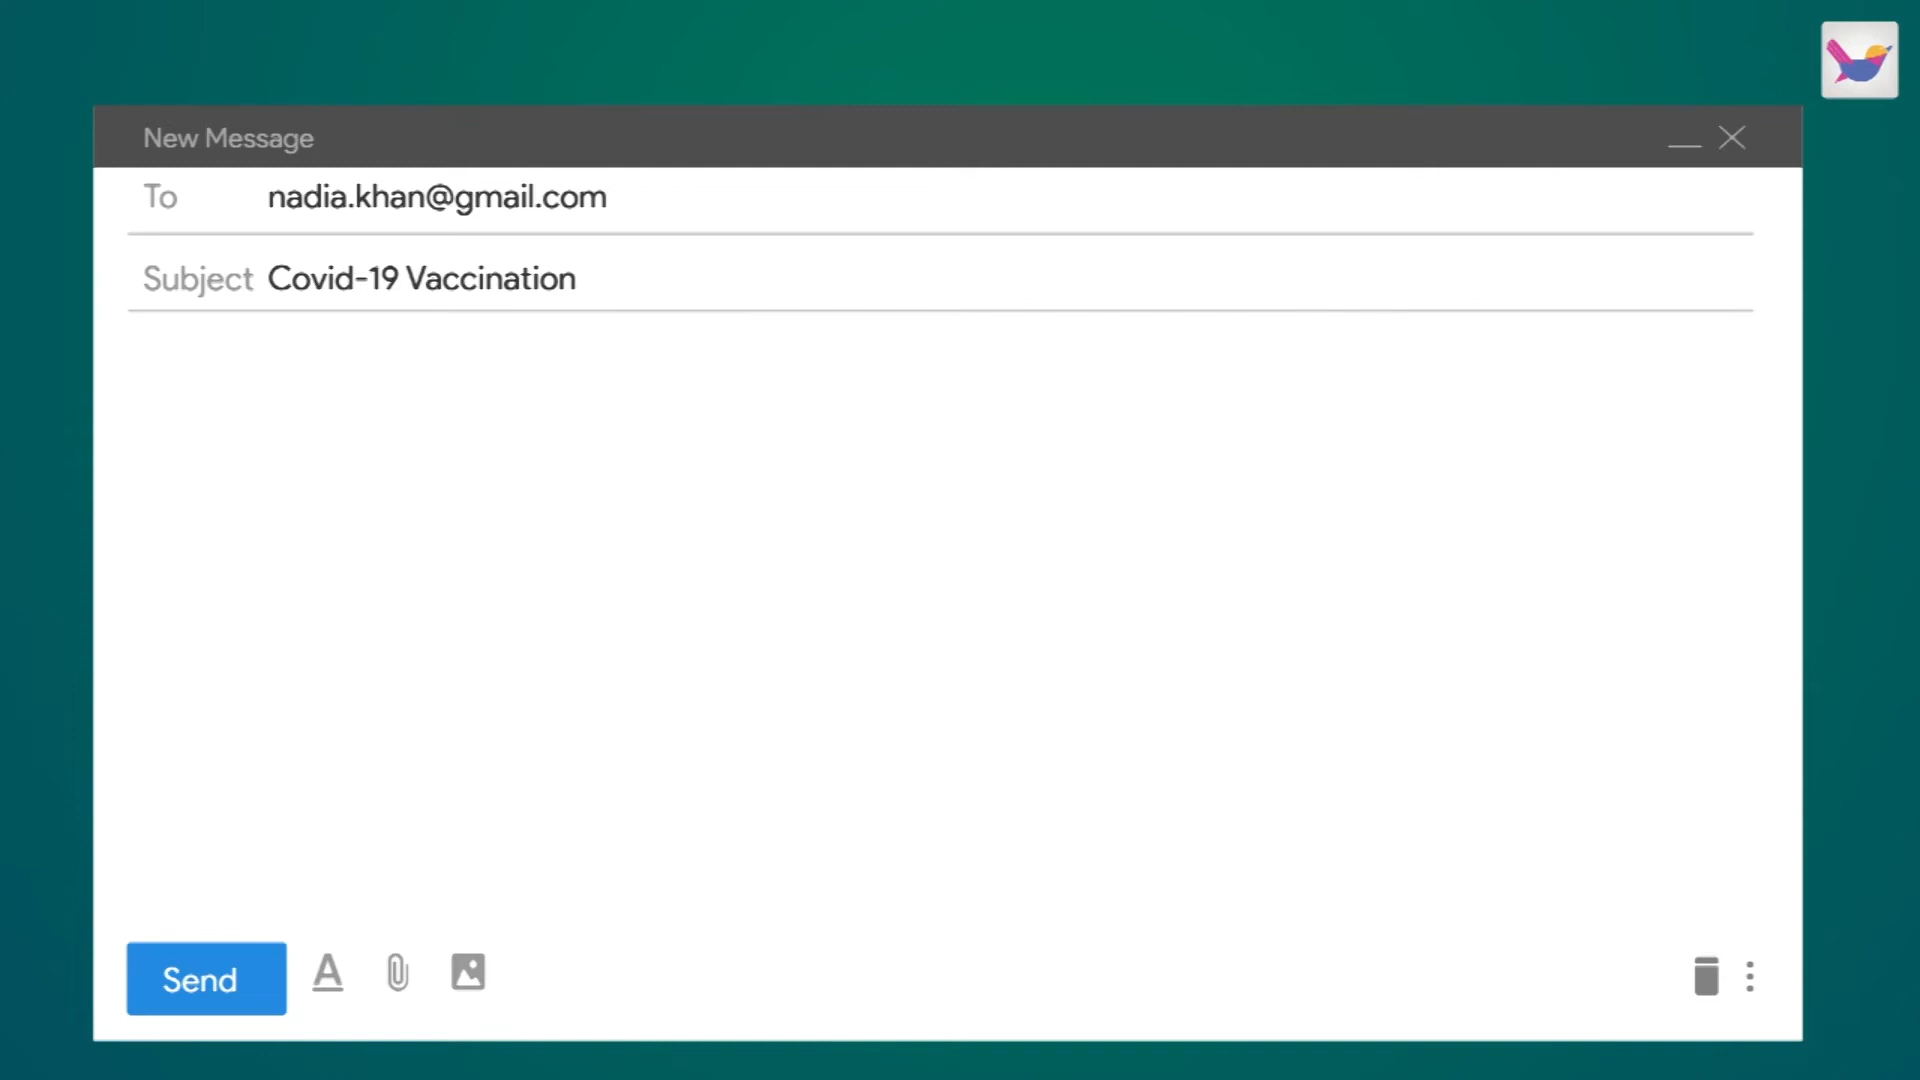 New Message
To nadia.khan@gmail.com
Subject Covid-19 Vaccination
Send